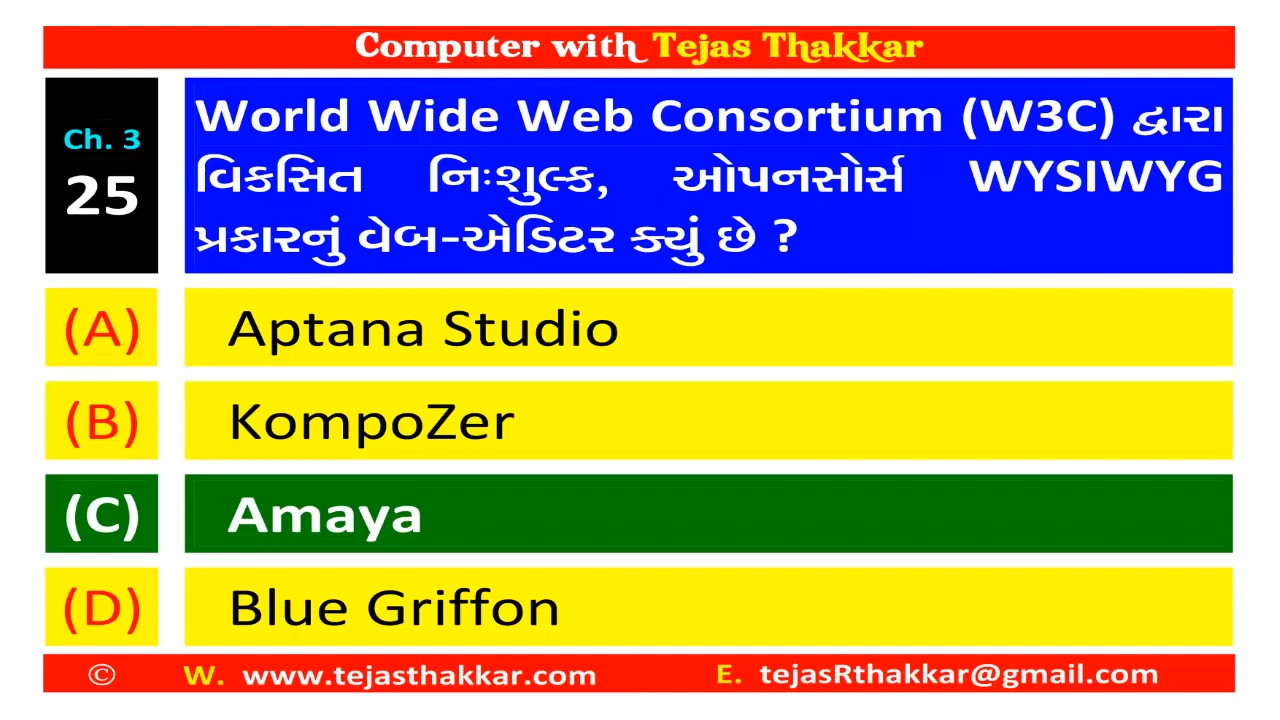 Computer with Tejas Thakkar
Ch. 3
25
World Wide Web Consortium (W3C) દ્વારા
વિકસિત નિઃશુલ્ક, ઓપનસોર્સ WYSIWYG
પ્રકારનું વેબ-એડિટર ક્યું છે ?
(A) Aptana Studio
(B) KompoZer
(C) Amaya
(D) Blue Griffon
© W. www.tejasthakkar.com E. tejasRthakkar@gmail.com